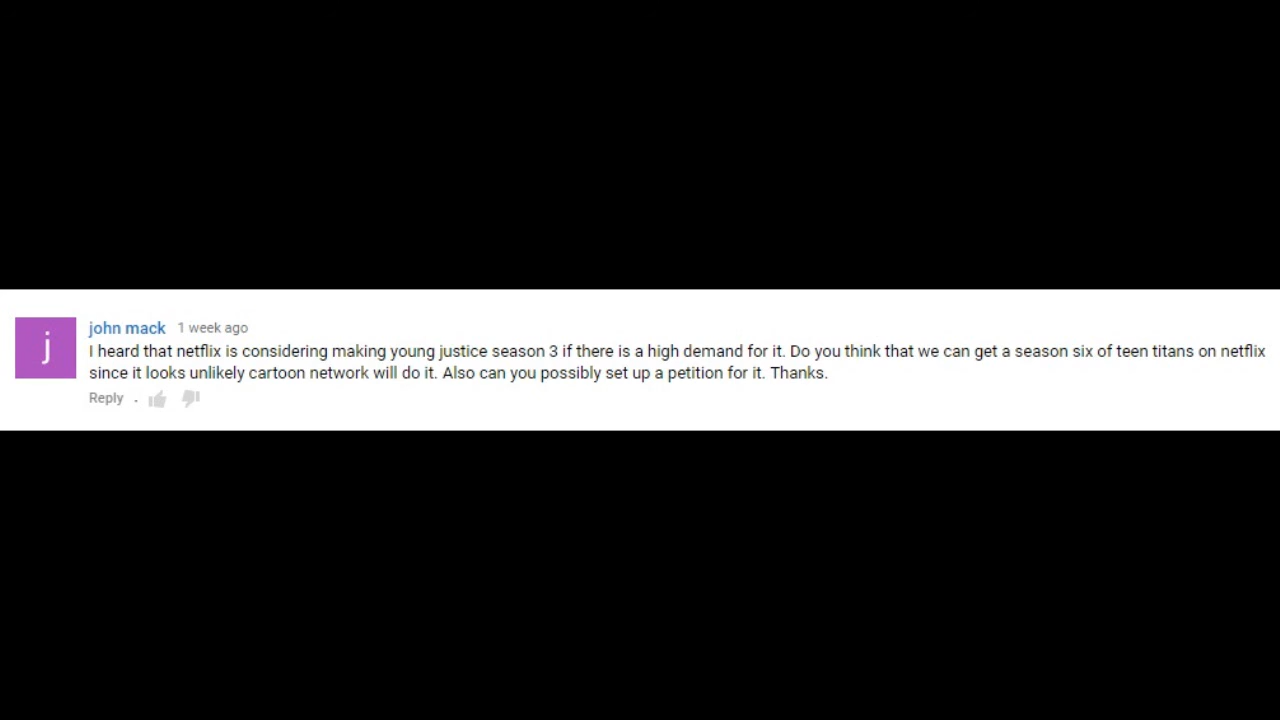 j
john mack 1 week ago
I heard that netflix is considering making young justice season 3 if there is a high demand for it. Do you think that we can get a season six of teen titans on netflix
since it looks unlikely cartoon network will do it. Also can you possibly set up a petition for it. Thanks.
Reply .